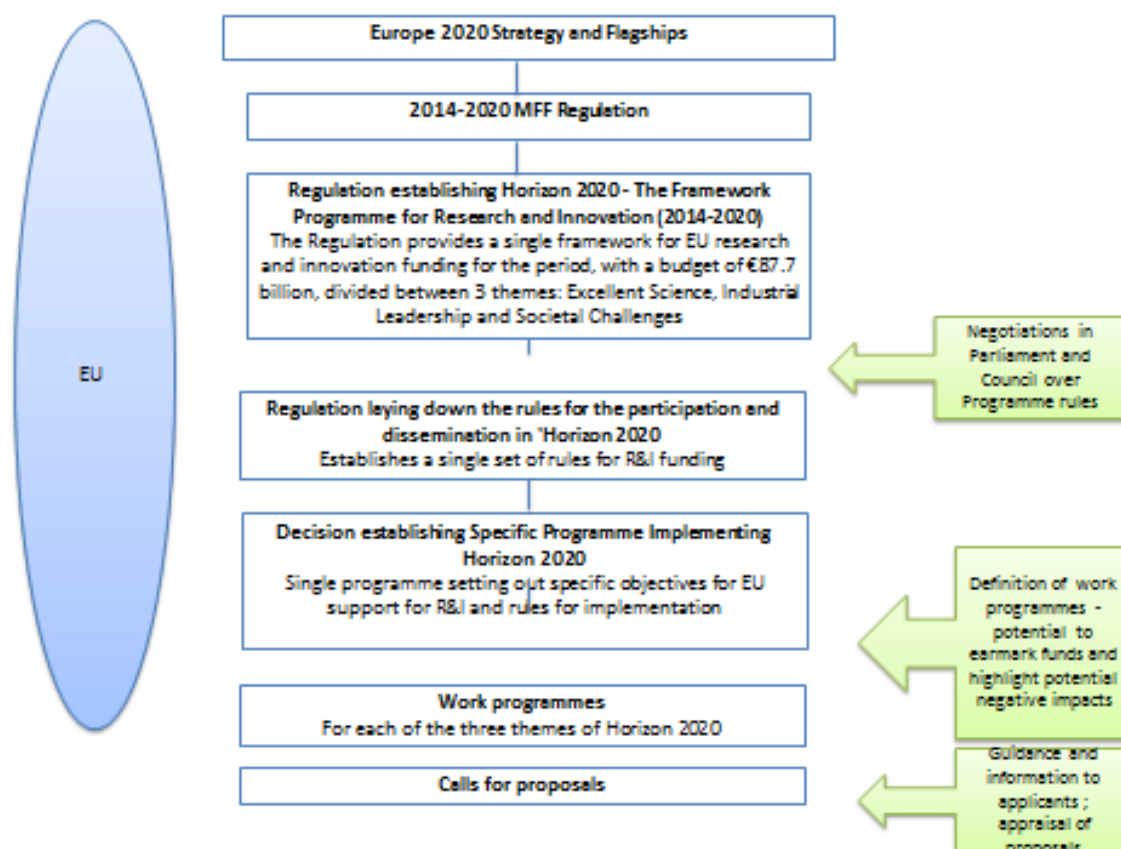 Europe 2020 Strategy and Flagships
2014-2020 MFF Regulation
Regulation establishing Horizon 2020 - The Framework
Programme for Research and Innovation (2014-2020)
The Regulation provides a single framework for EU research
and innovation funding for the period, with a budget of €87.7
billion, divided between 3 themes: Excellent Science, Industrial
Leadership and Societal Challenges
Negotiations in
Parliament and
Council over
Programme rules
EU
Regulation laying down the rules for the participation and
dissemination in 'Horizon 2020
Establishes a single set of rules for R&I funding
Decision establishing Specific Programme Implementing
Horizon 2020
Single programme setting out specific objectives for EU
support for R&I and rules for implementation
Definition of work
programmes -
potential to
earmark funds and
highlight potential
negative impacts
Work programmes
For each of the three themes of Horizon 2020
Calls for proposals
Guidance and
information to
applicants ;
appraisal of
proposals